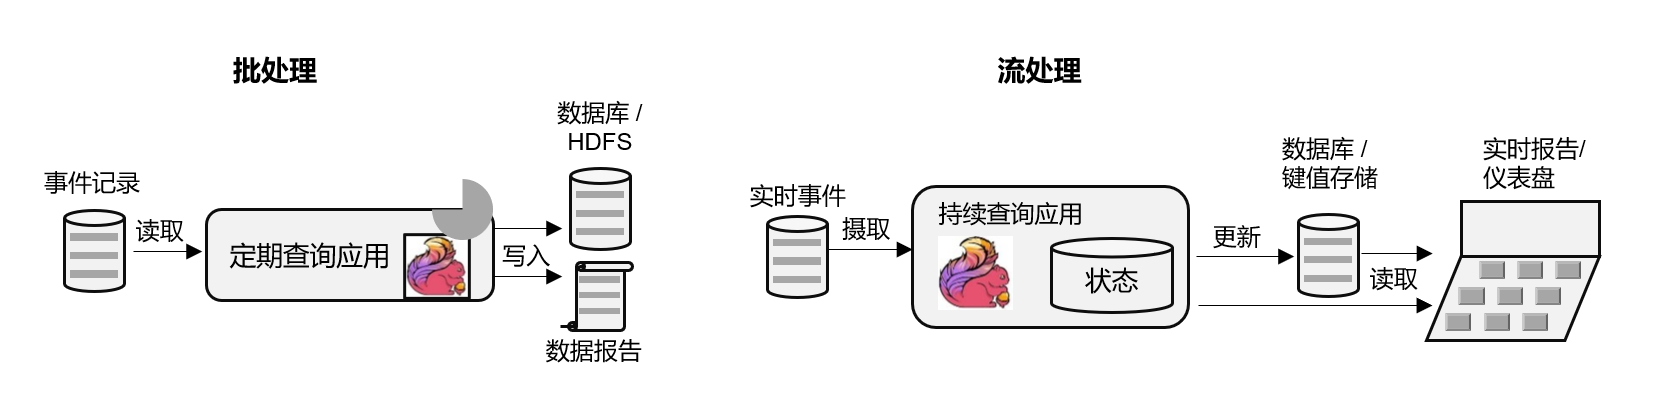 批处理
数据库 /
HDFS
事件记录
读取
定期查询应用
写入
数据报告
流处理
实时事件
摄取
持续查询应用
状态
更新
数据库 /
键值存储
读取
实时报告/
仪表盘